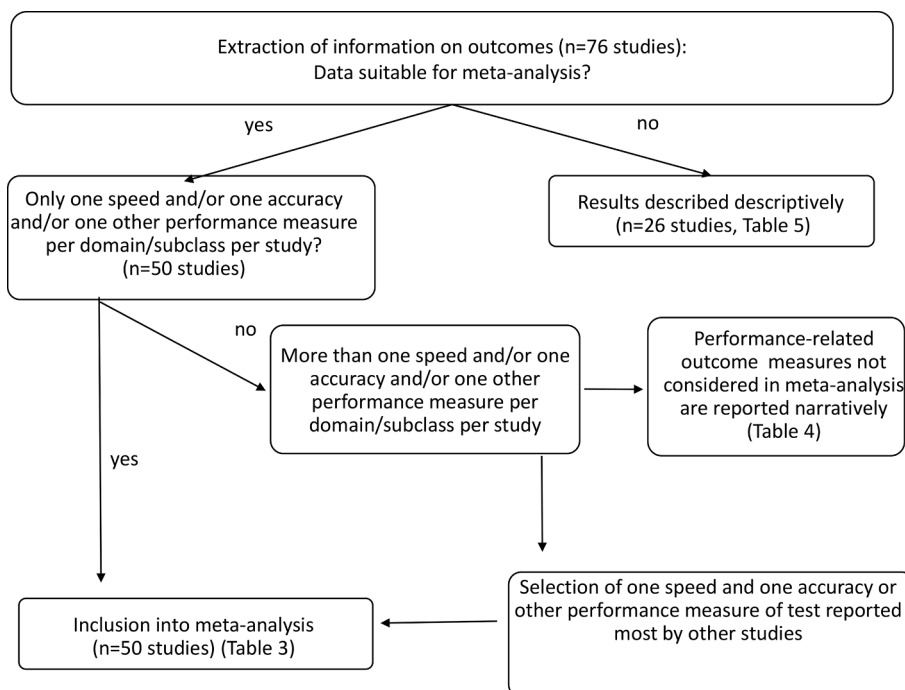 Extraction of information on outcomes (n=76 studies):
Data suitable for meta-analysis?
yes
no
Only one speed and/or one accuracy
and/or one other performance measure
per domain/subclass per study?
(n=50 studies)
Results described descriptively
(n=26 studies, Table 5)
no
More than one speed and/or one
accuracy and/or one other
performance measure per
domain/subclass per study
Performance-related
outcome measures not
considered in meta-analysis
are reported narratively
(Table 4)
yes
Selection of one speed and one accuracy or
other performance measure of test reported
most by other studies
Inclusion into meta-analysis
(n=50 studies) (Table 3)